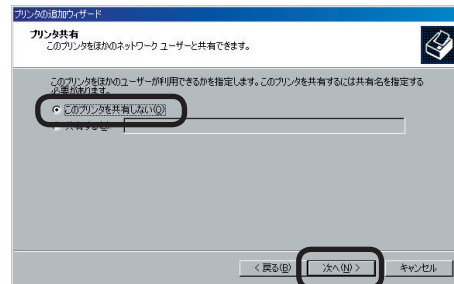 プリンタの追加ウィザード
プリンタ共有
このプリンタをほかのネットワーク ユーザーと共有できます。
このプリンタをほかのユーザーが利用できるかを指定します。このプリンタを共有するには共有名を指定する
必要があります。
このプリンタを共有しない(O)
共有する(S):
< 戻る(B)
次へ(N) >
キャンセル